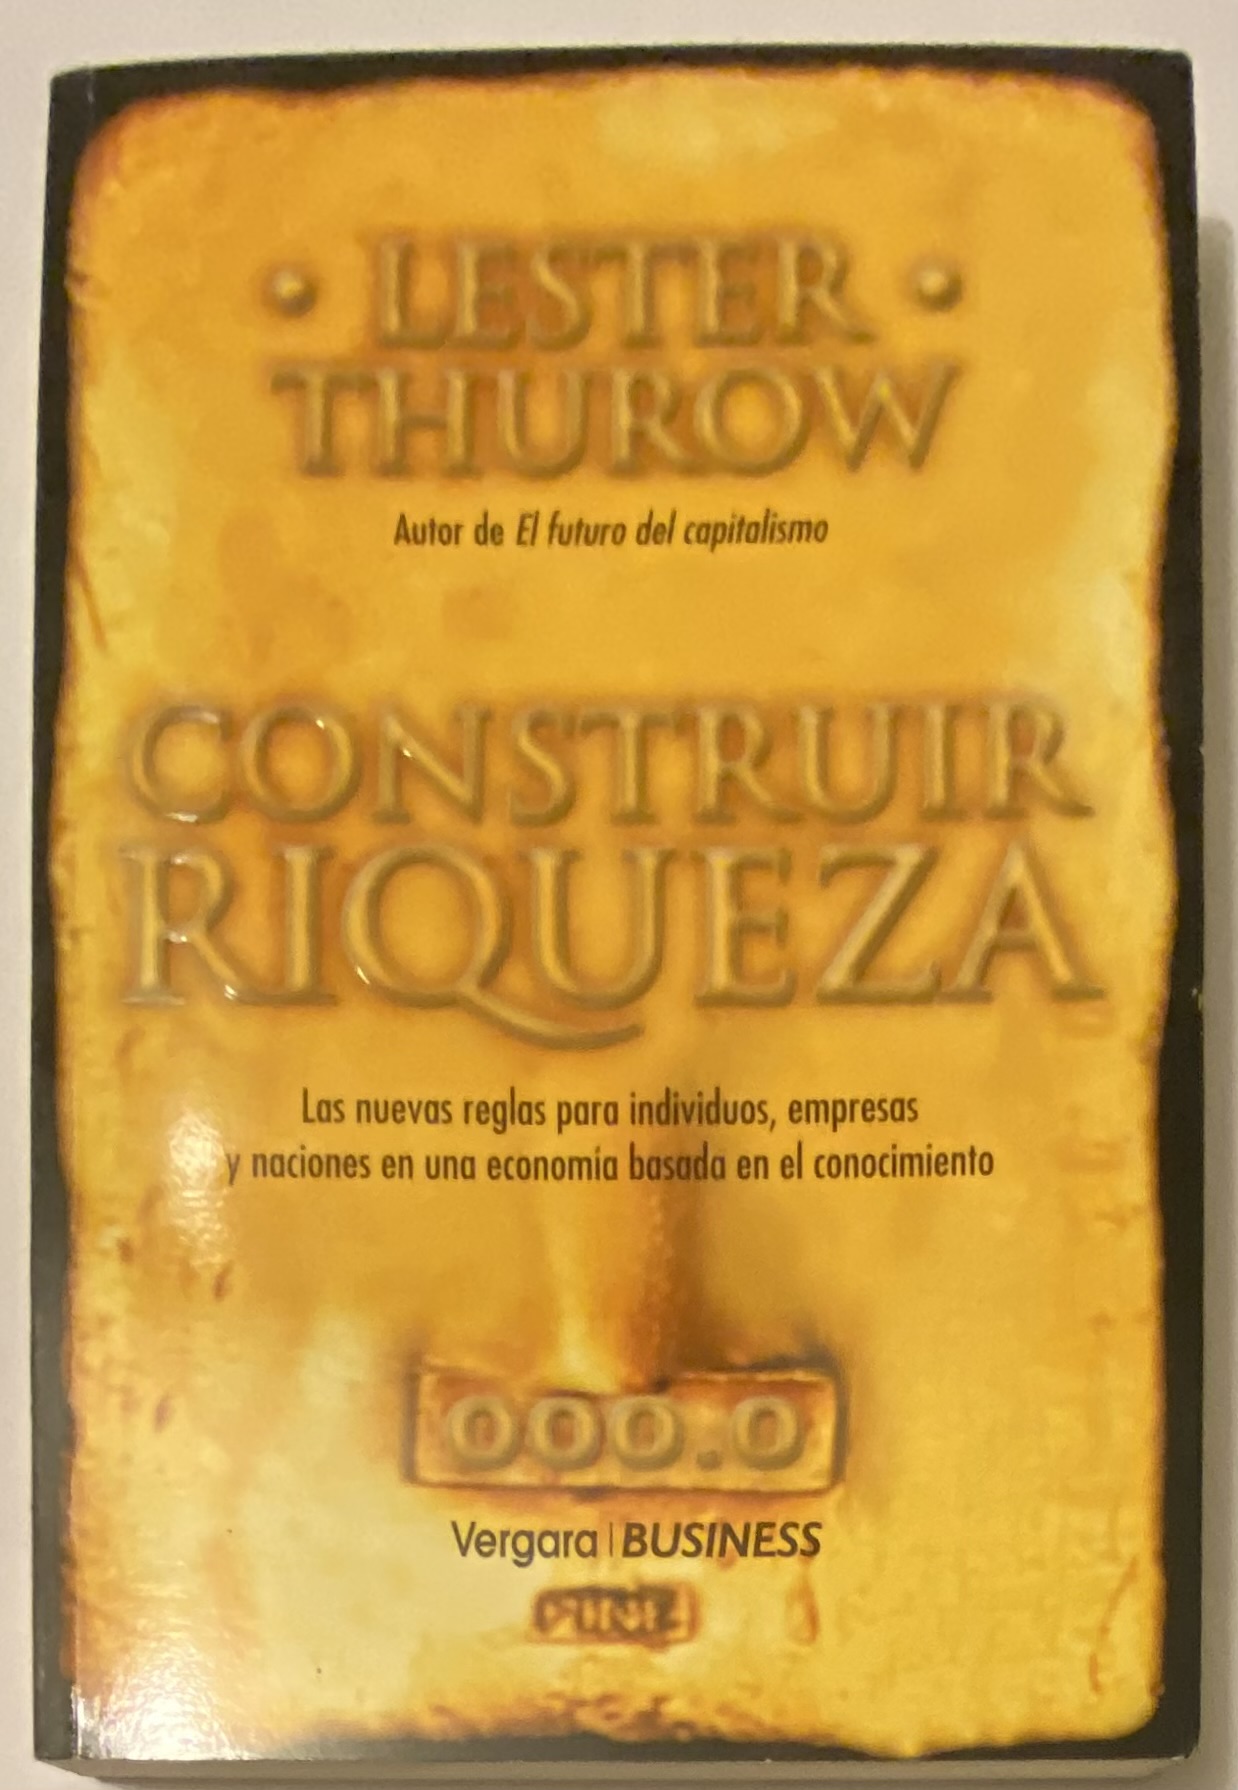 • LESTER •
THUROW
Autor de El futuro del capitalismo
CONSTRUIR
RIQUEZA
Las nuevas reglas para individuos, empresas
y naciones en una economía basada en el conocimiento
000.0
Vergara | BUSINESS